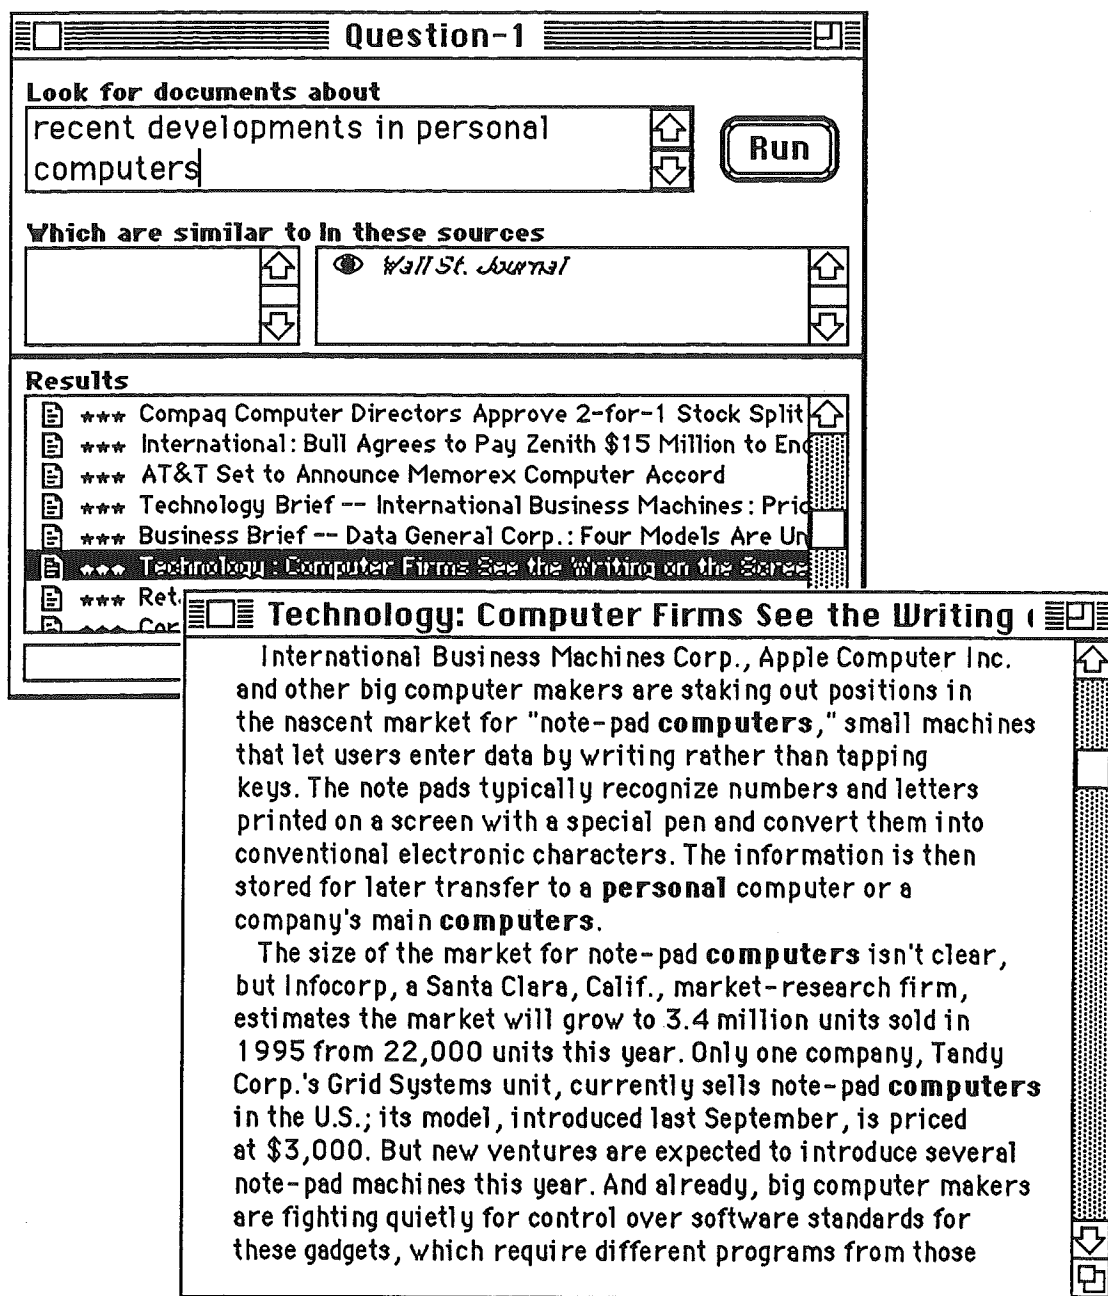 Question-1
Look for documents about
recent developments in personal
computers
Run
Which are similar to In these sources
Wall St. Journal
Results
*** Compaq Computer Directors Approve 2-for-1 Stock Split
*** International: Bull Agrees to Pay Zenith $15 Million to End
*** AT&T Set to Announce Memorex Computer Accord
*** Technology Brief -- International Business Machines: Pric
*** Business Brief -- Data General Corp.: Four Models Are Un
*** Technology: Computer Firms See the Writing on the Scree
*** Ret
*** Cor
Technology: Computer Firms See the Writing
International Business Machines Corp., Apple Computer Inc.
and other big computer makers are staking out positions in
the nascent market for "note-pad computers," small machines
that let users enter data by writing rather than tapping
keys. The note pads typically recognize numbers and letters
printed on a screen with a special pen and convert them into
conventional electronic characters. The information is then
stored for later transfer to a personal computer or a
company's main computers.
The size of the market for note-pad computers isn't clear,
but Infocorp, a Santa Clara, Calif., market-research firm,
estimates the market will grow to 3.4 million units sold in
1995 from 22,000 units this year. Only one company, Tandy
Corp.'s Grid Systems unit, currently sells note-pad computers
in the U.S.; its model, introduced last September, is priced
at $3,000. But new ventures are expected to introduce several
note-pad machines this year. And already, big computer makers
are fighting quietly for control over software standards for
these gadgets, which require different programs from those